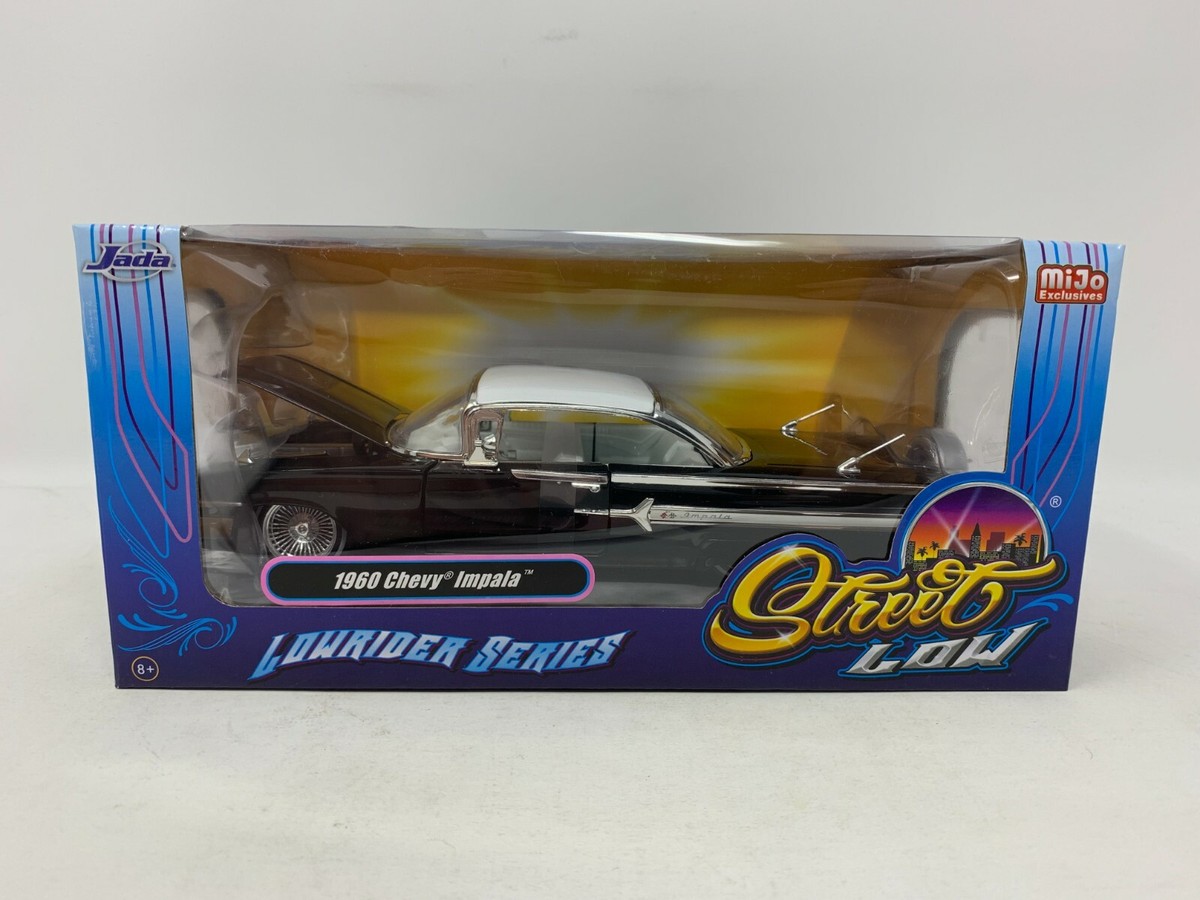 Jada
MiJo
Exclusives
Impala
1960 Chevy® Impala™
Street
LOW
®
LOWRIDER SERIES
8+